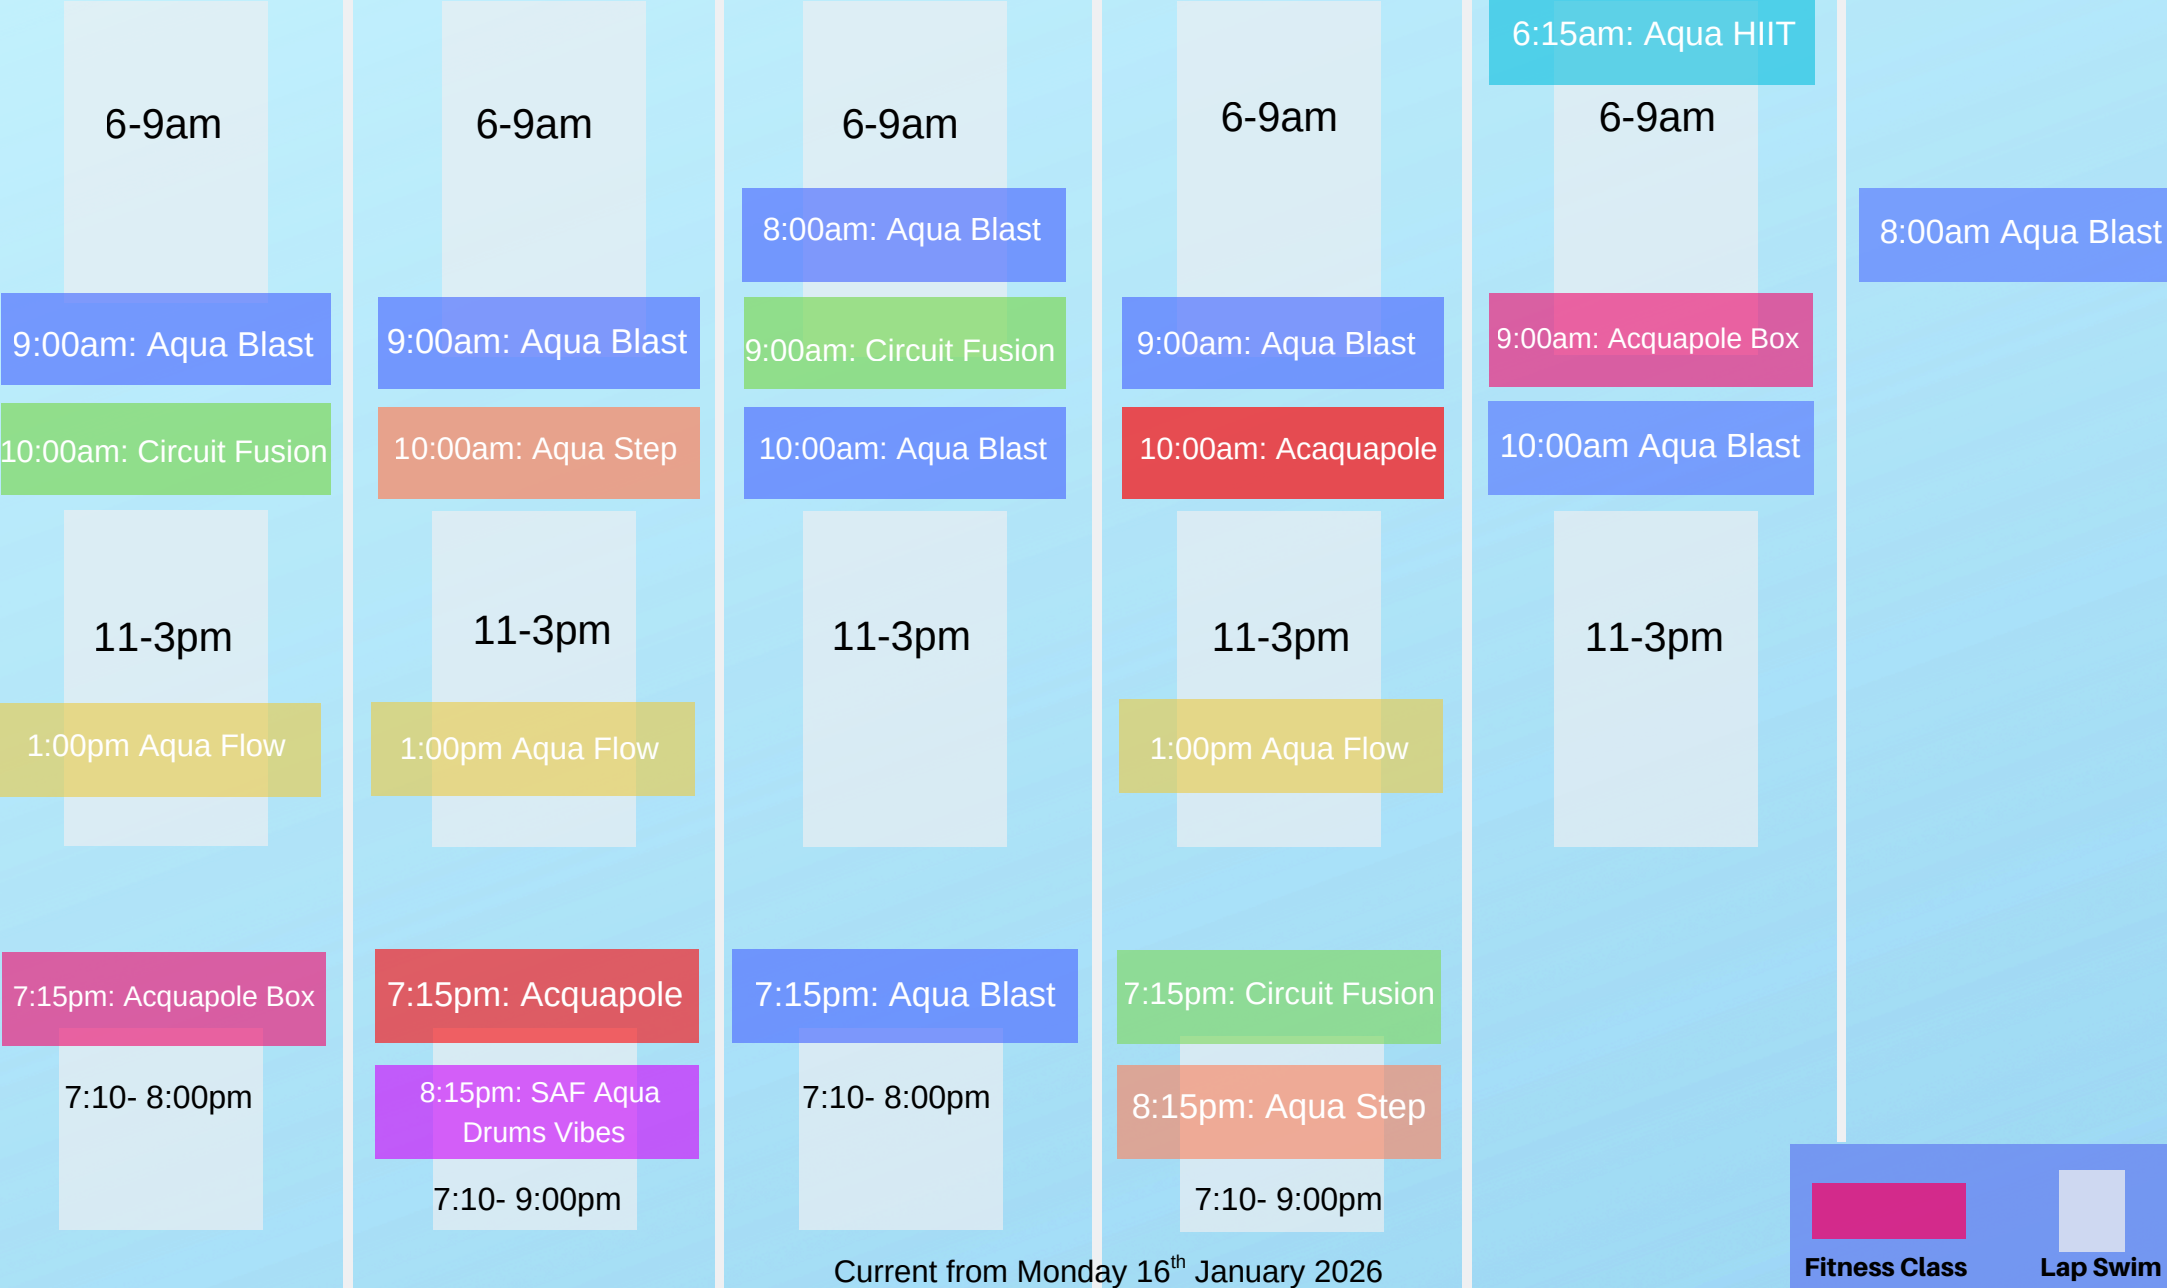 6-9am
9:00am: Aqua Blast
10:00am: Circuit Fusion
11-3pm
1:00pm Aqua Flow
7:15pm: Acquapole Box
7:10- 8:00pm
6-9am
9:00am: Aqua Blast
10:00am: Aqua Step
11-3pm
1:00pm Aqua Flow
7:15pm: Acquapole
8:15pm: SAF Aqua
Drums Vibes
7:10- 9:00pm
6-9am
8:00am: Aqua Blast
9:00am: Circuit Fusion
10:00am: Aqua Blast
11-3pm
7:15pm: Aqua Blast
7:10- 8:00pm
6-9am
9:00am: Aqua Blast
10:00am: Acaquapole
11-3pm
1:00pm Aqua Flow
7:15pm: Circuit Fusion
8:15pm: Aqua Step
7:10- 9:00pm
6:15am: Aqua HIIT
6-9am
9:00am: Acquapole Box
10:00am Aqua Blast
11-3pm
8:00am Aqua Blast
Fitness Class
Lap Swim
Current from Monday 16th January 2026